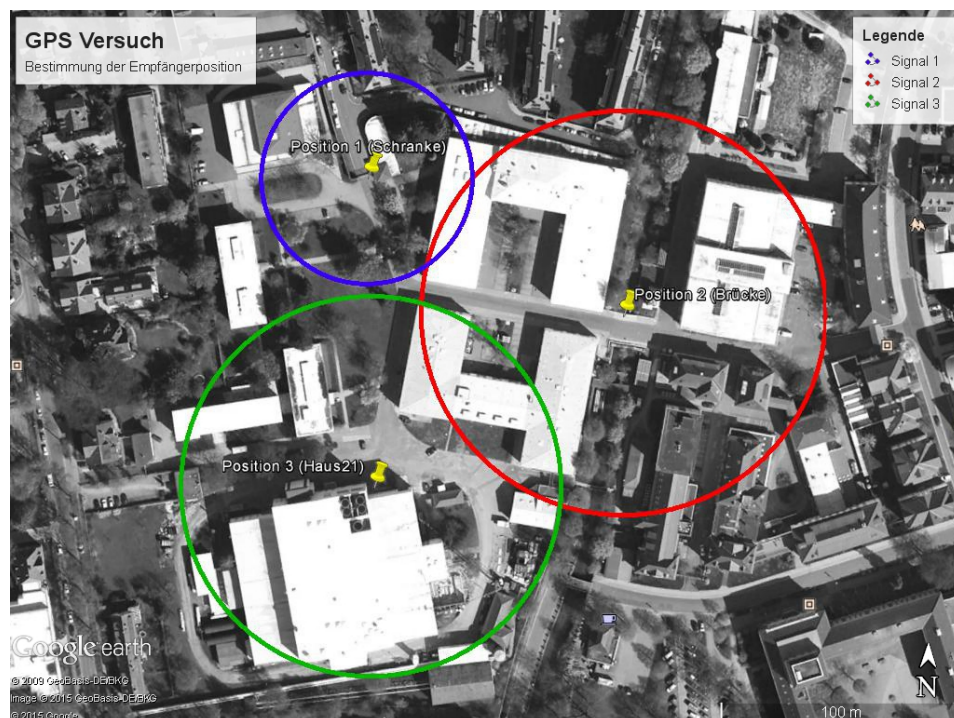 GPS Versuch
Bestimmung der Empfängerposition
Legende
Signal 1
Signal 2
Signal 3
Position 1 (Schranke)
Position 2 (Brücke)
Position 3 (Haus21)
Google earth
© 2009 GeoBasis-DE/BKG
Image © 2015 GeoBasis-DE/BKG
© 2015 Google
N
100 m